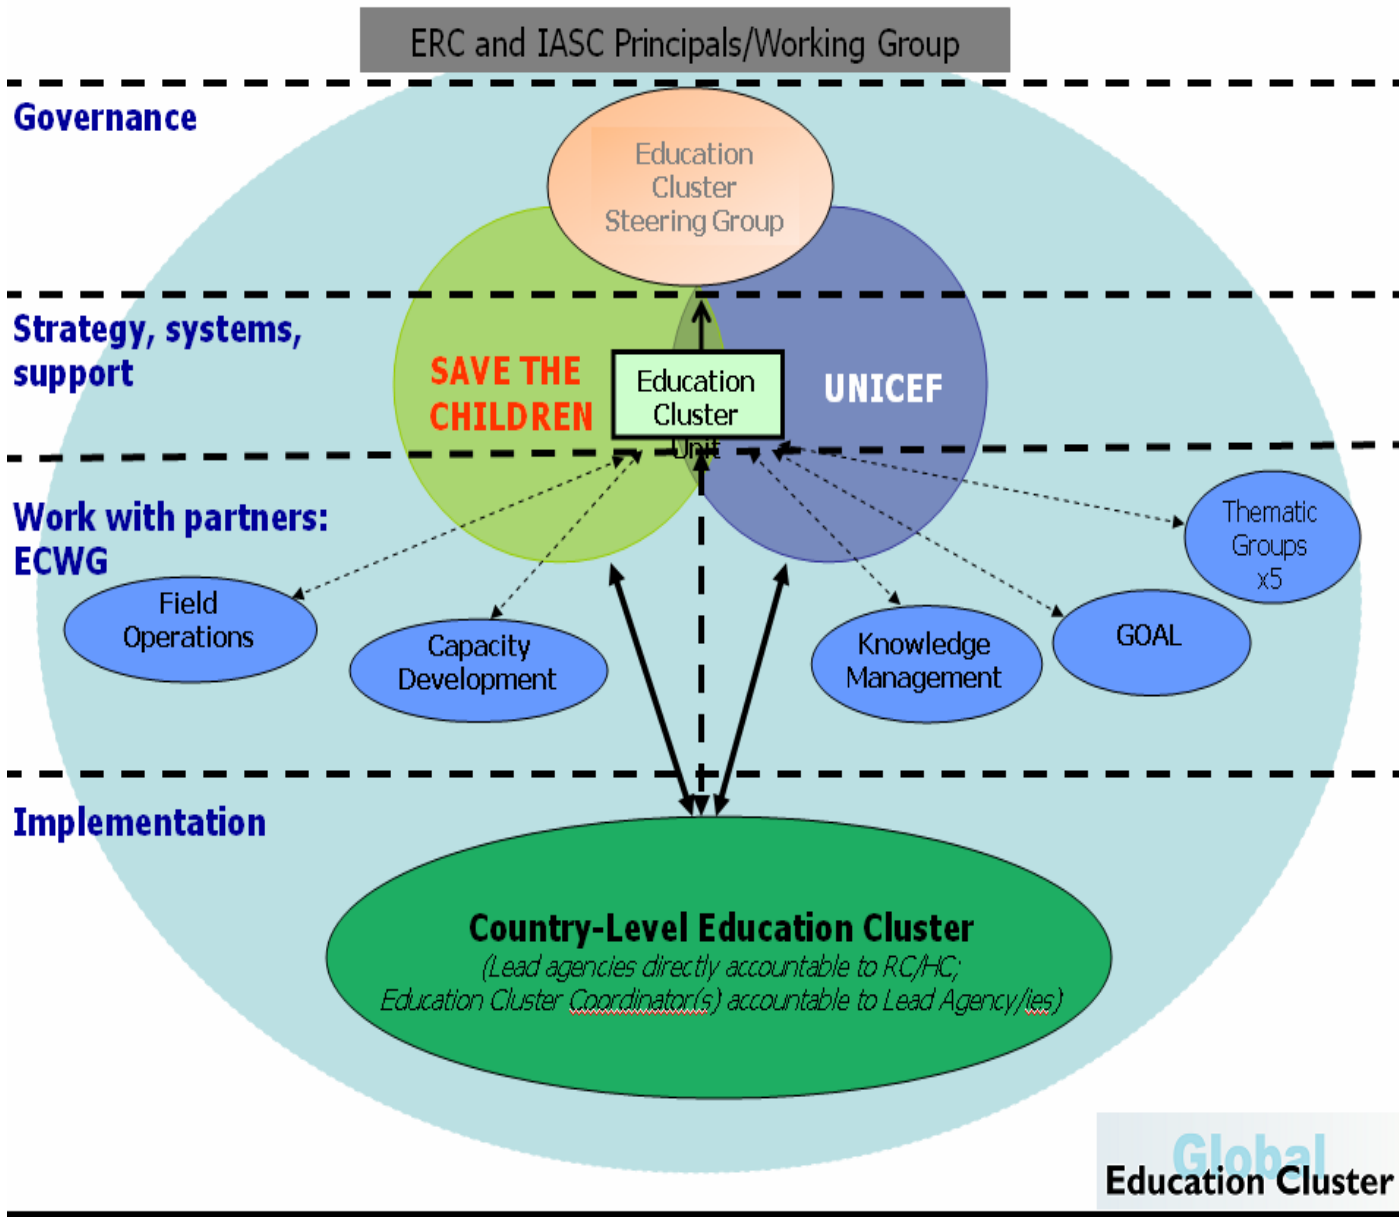 ERC and IASC Principals/Working Group
Governance
Education
Cluster
Steering Group
Strategy, systems,
support
SAVE THE
CHILDREN
Education
Cluster
Unit
UNICEF
Work with partners:
ECWG
Thematic
Groups
x5
Field
Operations
Capacity
Development
Knowledge
Management
GOAL
Implementation
Country-Level Education Cluster
(Lead agencies directly accountable to RC/HC;
Education Cluster Coordinator(s) accountable to Lead Agency/ies)
Global
Education Cluster